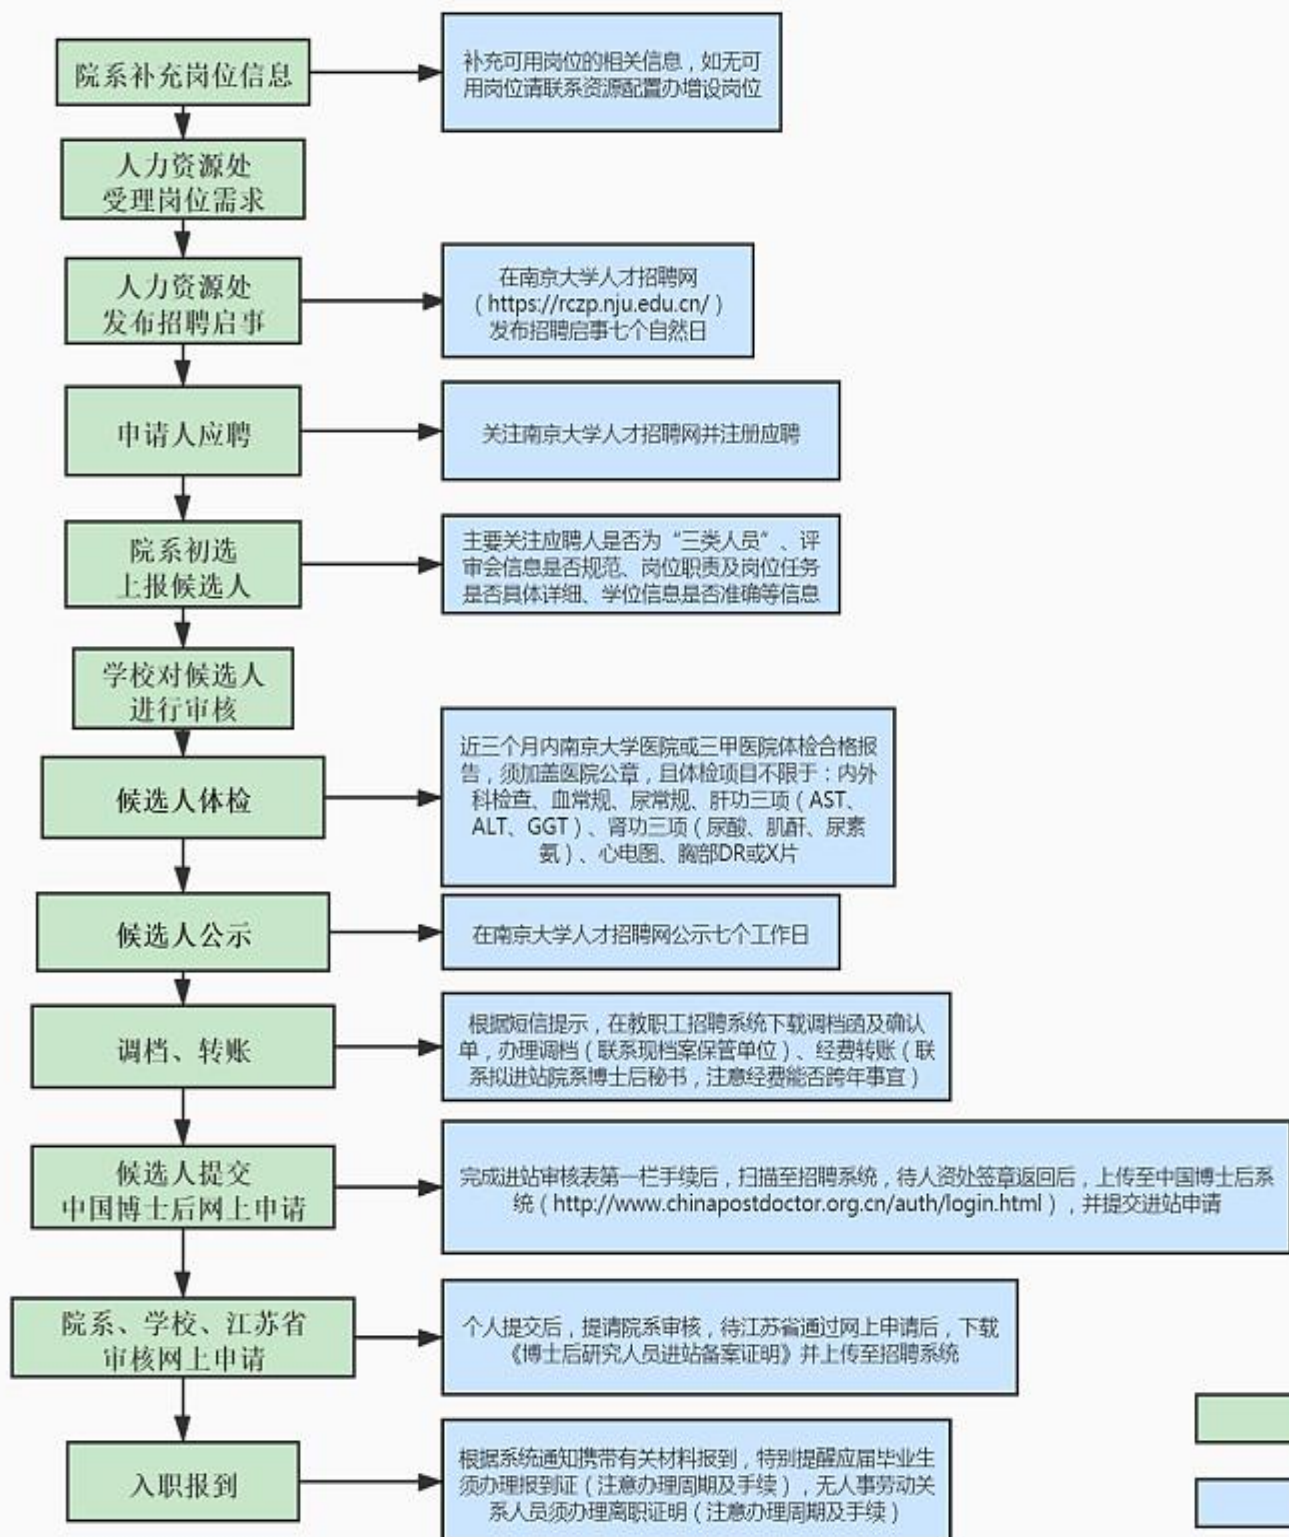 院系补充岗位信息
补充可用岗位的相关信息，如无可
用岗位请联系资源配置办增设岗位
人力资源处
受理岗位需求
人力资源处
发布招聘启事
在南京大学人才招聘网
（https://rczp.nju.edu.cn/）
发布招聘启事七个自然日
申请人应聘
关注南京大学人才招聘网并注册应聘
院系初选
上报候选人
主要关注应聘人是否为“三类人员”、评
审会信息是否规范、岗位职责及岗位任务
是否具体详细、学位信息是否准确等信息
学校对候选人
进行审核
候选人体检
近三个月内南京大学医院或三甲医院体检合格报
告，须加盖医院公章，且体检项目不限于：内外
科检查、血常规、尿常规、肝功三项（AST、
ALT、GGT）、肾功三项（尿酸、肌酐、尿素
氨）、心电图、胸部DR或X片
候选人公示
在南京大学人才招聘网公示七个工作日
调档、转账
根据短信提示，在教职工招聘系统下载调档函及确认
单，办理调档（联系现档案保管单位）、经费转账（联
系拟进站院系博士后秘书，注意经费能否跨年事宜）
候选人提交
中国博士后网上申请
完成进站审核表第一栏手续后，扫描至招聘系统，待人资处签章返回后，上传至中国博士后系
统（http://www.chinapostdoctor.org.cn/auth/login.html），并提交进站申请
院系、学校、江苏省
审核网上申请
个人提交后，提请院系审核，待江苏省通过网上申请后，下载
《博士后研究人员进站备案证明》并上传至招聘系统
入职报到
根据系统通知携带有关材料报到，特别提醒应届毕业生
须办理报到证（注意办理周期及手续），无人事劳动关
系人员须办理离职证明（注意办理周期及手续）